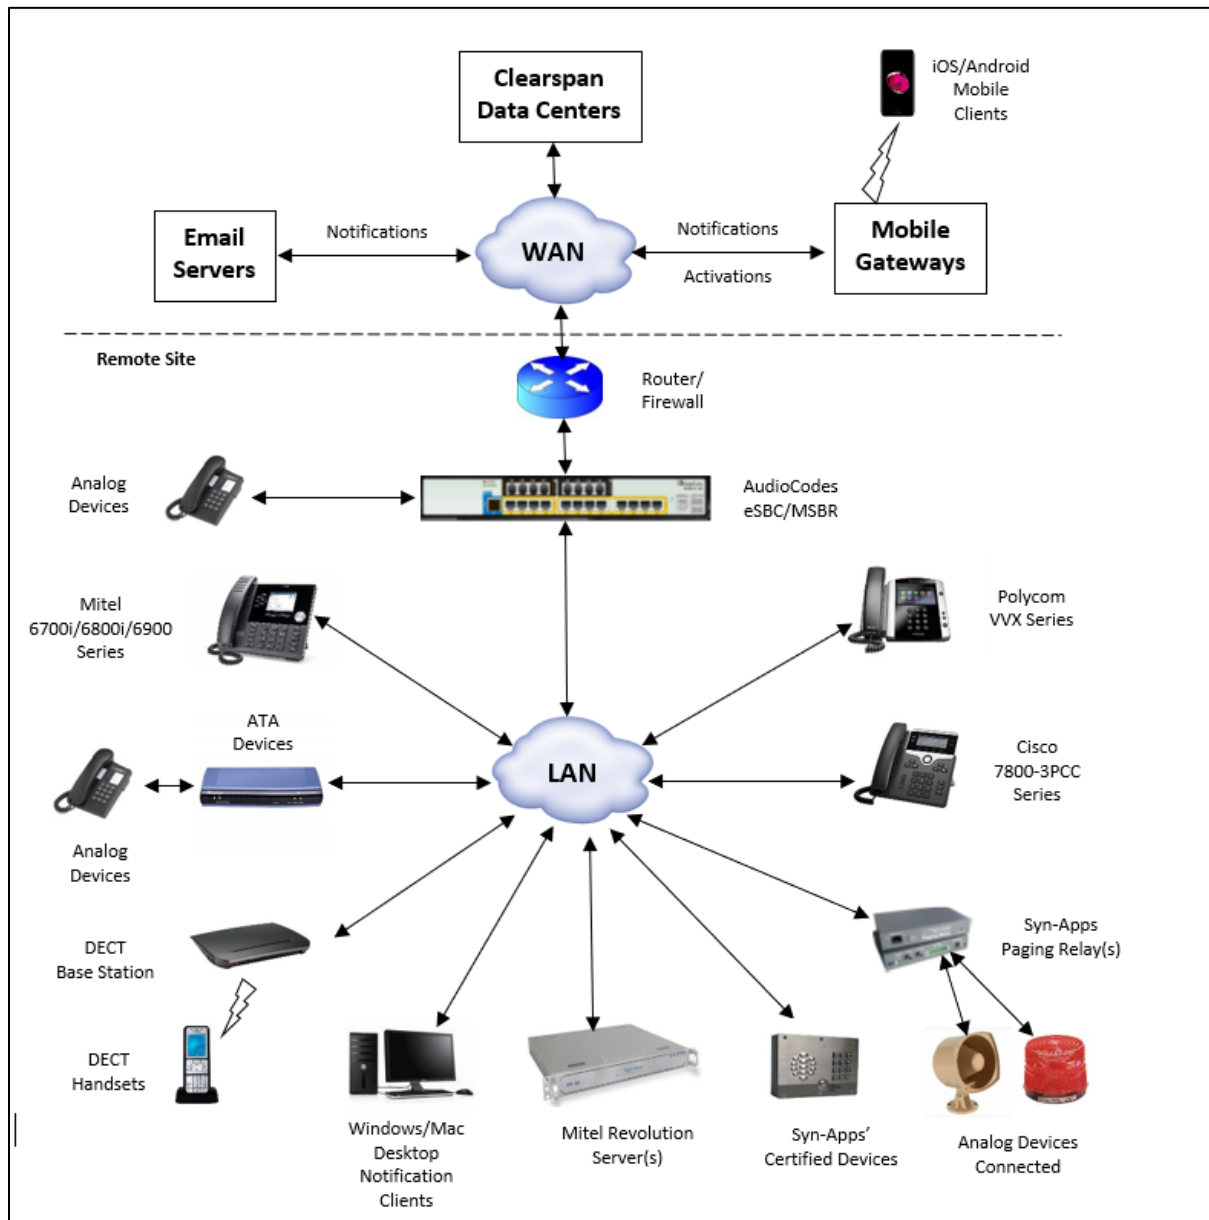 Clearspan
Data Centers
iOS/Android
Mobile
Clients
Email
Servers
Notifications
WAN
Notifications
Activations
Mobile
Gateways
Remote Site
Router/
Firewall
Analog
Devices
AudioCodes
eSBC/MSBR
Mitel
6700i/6800i/6900
Series
Polycom
VVX Series
ATA
Devices
LAN
Cisco
7800-3PCC
Series
Analog
Devices
DECT
Base Station
Syn-Apps
Paging Relay(s)
DECT
Handsets
Windows/Mac
Desktop
Notification
Clients
Mitel Revolution
Server(s)
Syn-Apps'
Certified Devices
Analog Devices
Connected